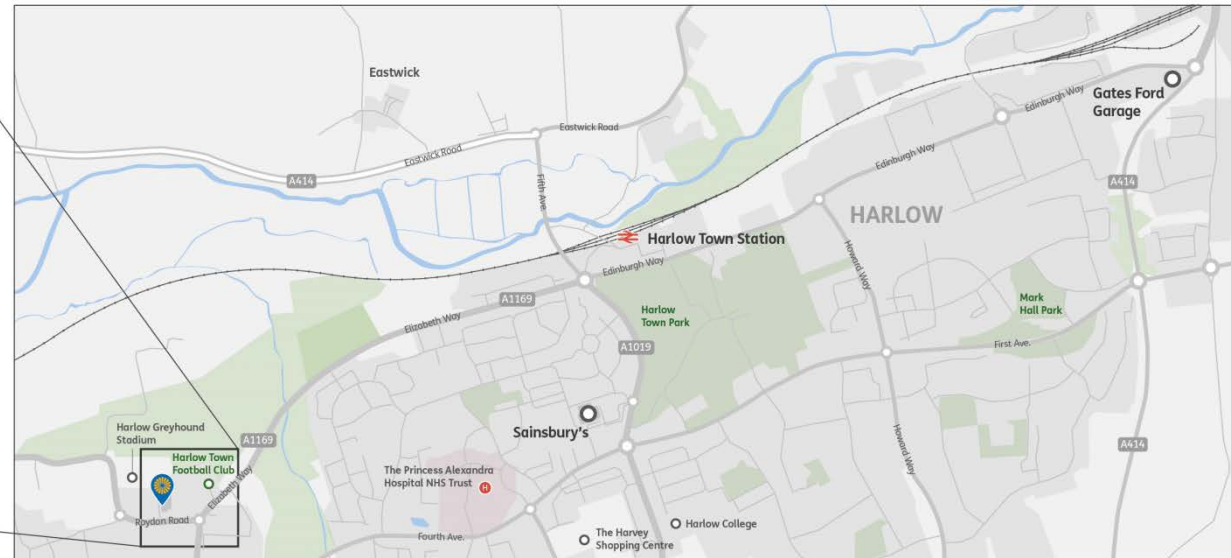 Eastwick
Eastwick Road
Eastwick Road
A414
Fifth Ave.
Harlow Town Station
Edinburgh Way
Edinburgh Way
Edinburgh Way
Gates Ford
Garage
A414
HARLOW
Howard Way
Mark
Hall Park
First Ave.
A1169
Elizabeth Way
Harlow
Town Park
A1019
Sainsbury's
Harlow Greyhound
Stadium
Harlow Town
Football Club
A1169
Elizabeth Way
Roydon Road
The Princess Alexandra
Hospital NHS Trust
H
Fourth Ave.
The Harvey
Shopping Centre
Harlow College
Howard Way
A414